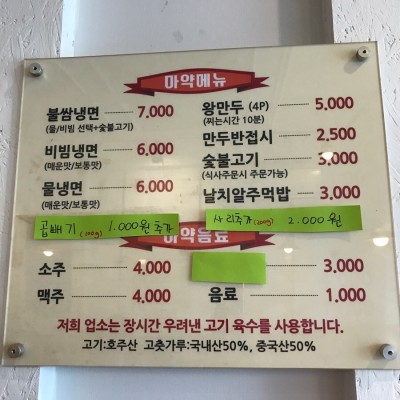 마약메뉴
불쌈냉면 7,000
(물/비빔 선택+숯불고기)
비빔냉면 6,000
(매운맛/보통맛)
물냉면 6,000
(매운맛/보통맛)
곱빼기 (200g) 1.000원 추가
왕만두 (4P) 5,000
(찌는시간 10분)
만두반접시 2,500
숯불고기 3,000
(식사주문시 주문가능)
날치알주먹밥 3,000
사리추가 (200g) 2.000원
마약음료
소주 4,000
맥주 4,000
3,000
음료 1,000
저희 업소는 장시간 우려낸 고기 육수를 사용합니다.
고기:호주산 고춧가루:국내산50%, 중국산50%